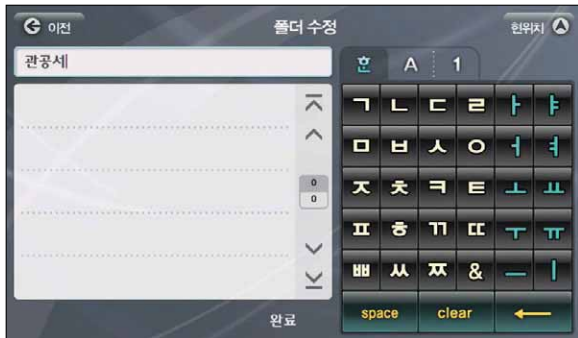 이전 폴더 수정 현위치
관공세 훈 A 1
ㄱ ㄴ ㄷ ㄹ ㅏ ㅑ
ㅁ ㅂ ㅅ ㅇ ㅓ ㅕ
ㅈ ㅊ ㅋ ㅌ ㅗ ㅛ
0
0
ㅍ ㅎ ㄲ ㄸ ㅜ ㅠ
ㅃ ㅆ ㅉ & ㅡ ㅣ
완료 space clear